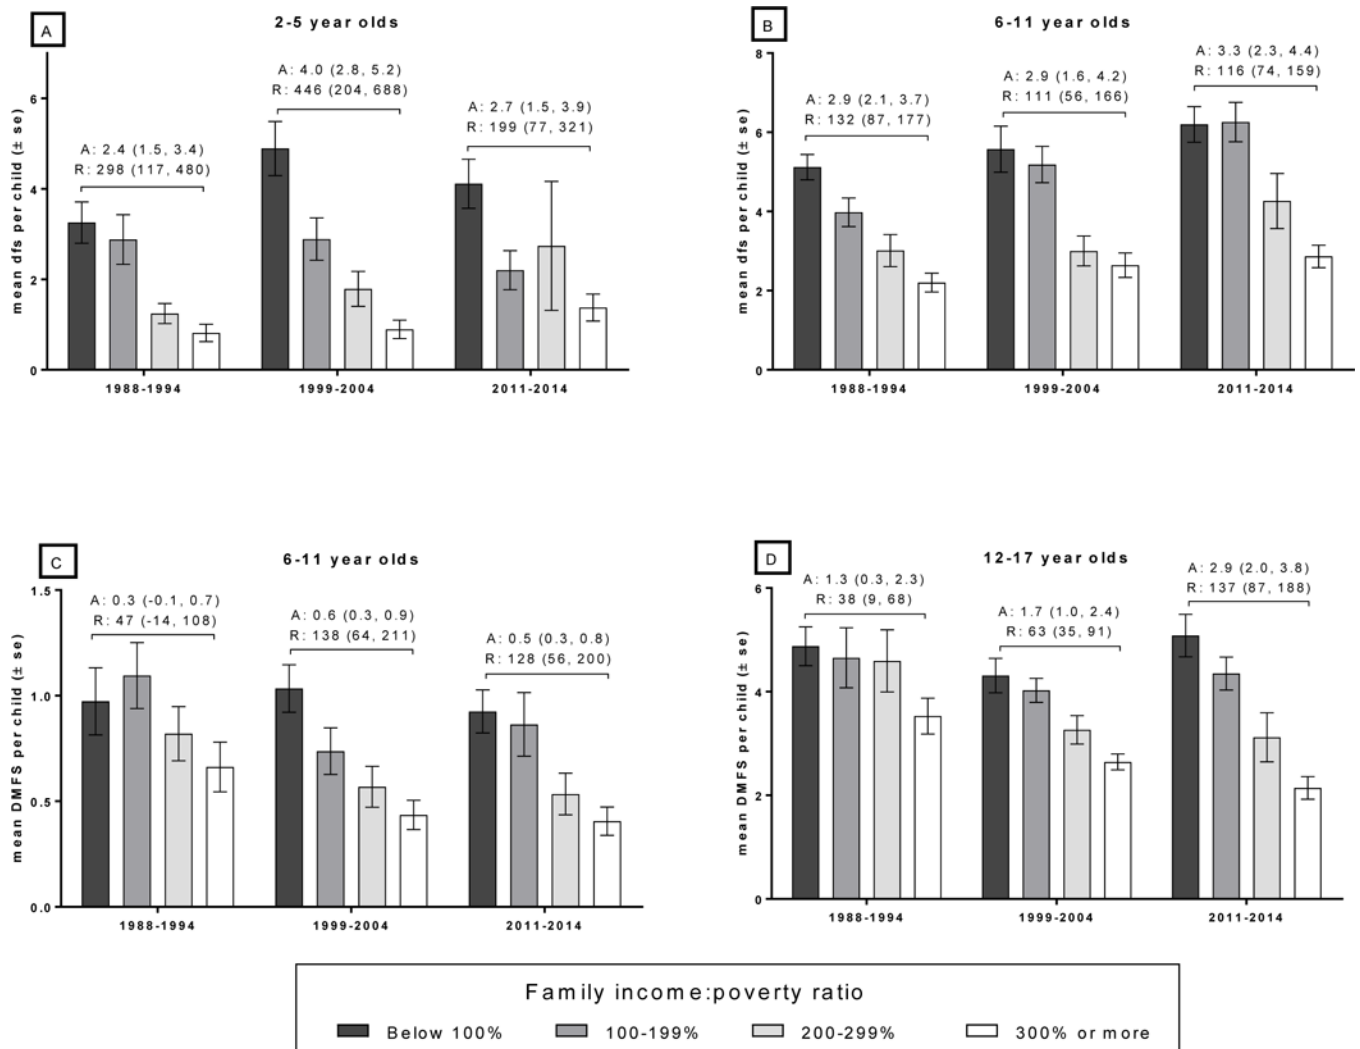 A
2-5 year olds
mean dfs per child (± se)
6
4
2
0
A: 2.4 (1.5, 3.4)
R: 298 (117, 480)
A: 4.0 (2.8, 5.2)
R: 446 (204, 688)
A: 2.7 (1.5, 3.9)
R: 199 (77, 321)
1988-1994
1999-2004
2011-2014
B
6-11 year olds
mean dfs per child (± se)
8
6
4
2
0
A: 2.9 (2.1, 3.7)
R: 132 (87, 177)
A: 2.9 (1.6, 4.2)
R: 111 (56, 166)
A: 3.3 (2.3, 4.4)
R: 116 (74, 159)
1988-1994
1999-2004
2011-2014
C
6-11 year olds
mean DMFS per child (± se)
1.5
1.0
0.5
0.0
A: 0.3 (-0.1, 0.7)
R: 47 (-14, 108)
A: 0.6 (0.3, 0.9)
R: 138 (64, 211)
A: 0.5 (0.3, 0.8)
R: 128 (56, 200)
1988-1994
1999-2004
2011-2014
D
12-17 year olds
mean DMFS per child (± se)
6
4
2
0
A: 1.3 (0.3, 2.3)
R: 38 (9, 68)
A: 1.7 (1.0, 2.4)
R: 63 (35, 91)
A: 2.9 (2.0, 3.8)
R: 137 (87, 188)
1988-1994
1999-2004
2011-2014
Family income:poverty ratio
Below 100%
100-199%
200-299%
300% or more